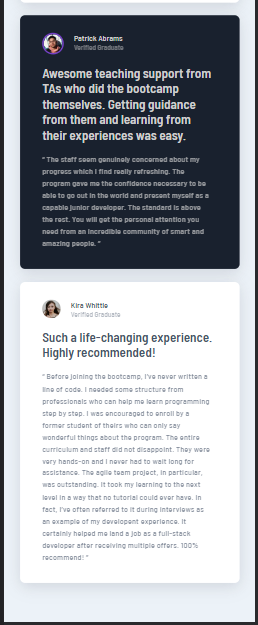 Patrick Abrams
Verified Graduate
Awesome teaching support from
TAs who did the bootcamp
themselves. Getting guidance
from them and learning from
their experiences was easy.
" The staff seem genuinely concerned about my
progress which I find really refreshing. The
program gave me the confidence necessary to be
able to go out in the world and present myself as a
capable junior developer. The standard is above
the rest. You will get the personal attention you
need from an incredible community of smart and
amazing people. "
Kira Whittle
Verified Graduate
Such a life-changing experience.
Highly recommended!
" Before joining the bootcamp, I've never written a
line of code. I needed some structure from
professionals who can help me learn programming
step by step. I was encouraged to enroll by a
former student of theirs who can only say
wonderful things about the program. The entire
curriculum and staff did not disappoint. They were
very hands-on and I never had to wait long for
assistance. The agile team project, in particular,
was outstanding. It took my learning to the next
level in a way that no tutorial could ever have. In
fact, I've often referred to it during interviews as
an example of my developent experience. It
certainly helped me land a job as a full-stack
developer after receiving multiple offers. 100%
recommend! "